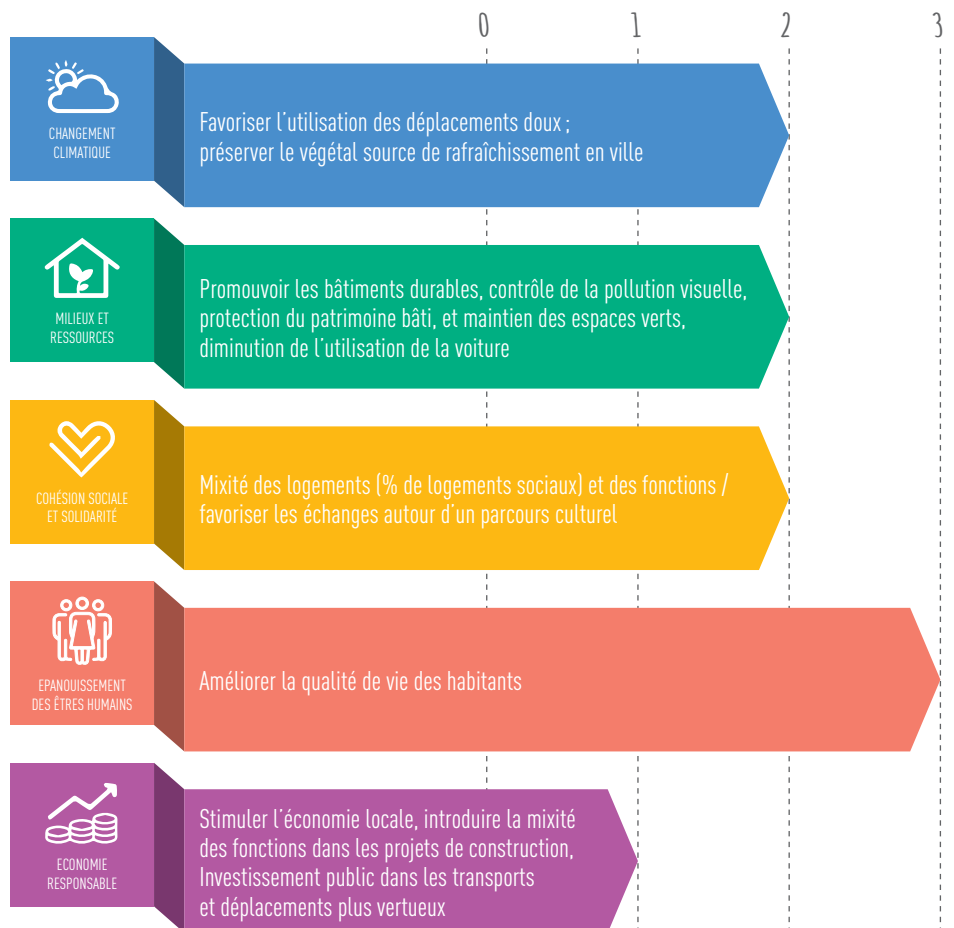 0 1 2 3
CHANGEMENT
CLIMATIQUE
Favoriser l'utilisation des déplacements doux ;
préserver le végétal source de rafraîchissement en ville
MILIEUX ET
RESSOURCES
Promouvoir les bâtiments durables, contrôle de la pollution visuelle,
protection du patrimoine bâti, et maintien des espaces verts,
diminution de l'utilisation de la voiture
COHÉSION SOCIALE
ET SOLIDARITÉ
Mixité des logements (% de logements sociaux) et des fonctions /
favoriser les échanges autour d'un parcours culturel
EPANOUISSEMENT
DES ÊTRES HUMAINS
Améliorer la qualité de vie des habitants
ECONOMIE
RESPONSABLE
Stimuler l'économie locale, introduire la mixité
des fonctions dans les projets de construction,
Investissement public dans les transports
et déplacements plus vertueux